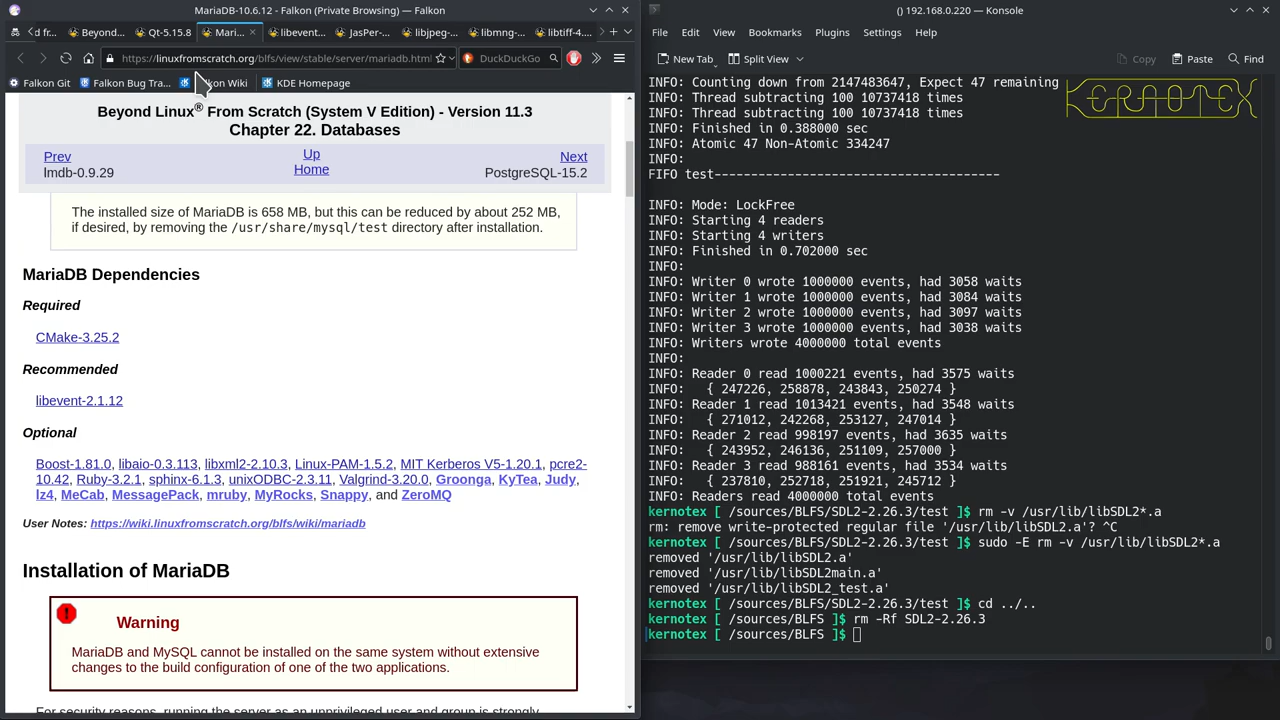 MariaDB-10.6.12 - Falkon (Private Browsing) — Falkon
d fr...
Beyond...
Qt-5.15.8
Mari...
libevent...
JasPer-...
libjpeg-...
libmng-...
libtiff-4....
https://linuxfromscratch.org/blfs/view/stable/server/mariadb.html
DuckDuckGo
Falkon Git
Falkon Bug Tra...
Wiki
KDE Homepage
Beyond Linux® From Scratch (System V Edition) - Version 11.3
Chapter 22. Databases
Prev
Up
Next
lmdb-0.9.29
Home
PostgreSQL-15.2
The installed size of MariaDB is 658 MB, but this can be reduced by about 252 MB,
if desired, by removing the /usr/share/mysql/test directory after installation.
MariaDB Dependencies
Required
CMake-3.25.2
Recommended
libevent-2.1.12
Optional
Boost-1.81.0, libaio-0.3.113, libxml2-2.10.3, Linux-PAM-1.5.2, MIT Kerberos V5-1.20.1, pcre2-
10.42, Ruby-3.2.1, sphinx-6.1.3, unixODBC-2.3.11, Valgrind-3.20.0, Groonga, KyTea, Judy,
lz4, MeCab, MessagePack, mruby, MyRocks, Snappy, and ZeroMQ
User Notes: https://wiki.linuxfromscratch.org/blfs/wiki/mariadb
Installation of MariaDB
Warning
MariaDB and MySQL cannot be installed on the same system without extensive
changes to the build configuration of one of the two applications.
For security reasons, running the server as an unprivileged user and group is strongly
() 192.168.0.220 — Konsole
File Edit View Bookmarks Plugins Settings Help
New Tab
Split View
Copy
Paste
Find
KERNOTEX
INFO: Counting down from 2147483647, Expect 47 remaining
INFO: Thread subtracting 100 10737418 times
INFO: Thread subtracting 100 10737418 times
INFO: Finished in 0.388000 sec
INFO: Atomic 47 Non-Atomic 334247
INFO:
FIFO test---------------------------------------
INFO: Mode: LockFree
INFO: Starting 4 readers
INFO: Starting 4 writers
INFO: Finished in 0.702000 sec
INFO:
INFO: Writer 0 wrote 1000000 events, had 3058 waits
INFO: Writer 1 wrote 1000000 events, had 3084 waits
INFO: Writer 2 wrote 1000000 events, had 3097 waits
INFO: Writer 3 wrote 1000000 events, had 3038 waits
INFO: Writers wrote 4000000 total events
INFO:
INFO: Reader 0 read 1000221 events, had 3575 waits
INFO:   { 247226, 258878, 243843, 250274 }
INFO: Reader 1 read 1013421 events, had 3548 waits
INFO:   { 271012, 242268, 253127, 247014 }
INFO: Reader 2 read 998197 events, had 3635 waits
INFO:   { 243952, 246136, 251109, 257000 }
INFO: Reader 3 read 988161 events, had 3534 waits
INFO:   { 237810, 252718, 251921, 245712 }
INFO: Readers read 4000000 total events
kernotex [ /sources/BLFS/SDL2-2.26.3/test ]$ rm -v /usr/lib/libSDL2*.a
rm: remove write-protected regular file '/usr/lib/libSDL2.a'? ^C
kernotex [ /sources/BLFS/SDL2-2.26.3/test ]$ sudo -E rm -v /usr/lib/libSDL2*.a
removed '/usr/lib/libSDL2.a'
removed '/usr/lib/libSDL2main.a'
removed '/usr/lib/libSDL2_test.a'
kernotex [ /sources/BLFS/SDL2-2.26.3/test ]$ cd ../..
kernotex [ /sources/BLFS ]$ rm -Rf SDL2-2.26.3
kernotex [ /sources/BLFS ]$